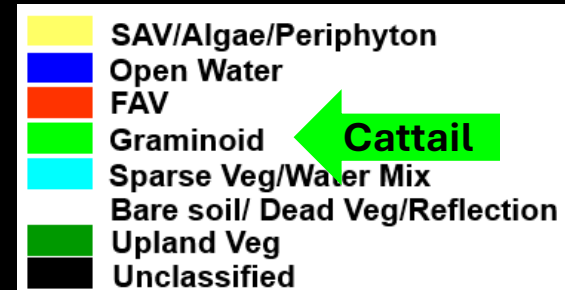 SAV/Algae/Periphyton
Open Water
FAV
Graminoid
Cattail
Sparse Veg/Water Mix
Bare soil/ Dead Veg/Reflection
Upland Veg
Unclassified